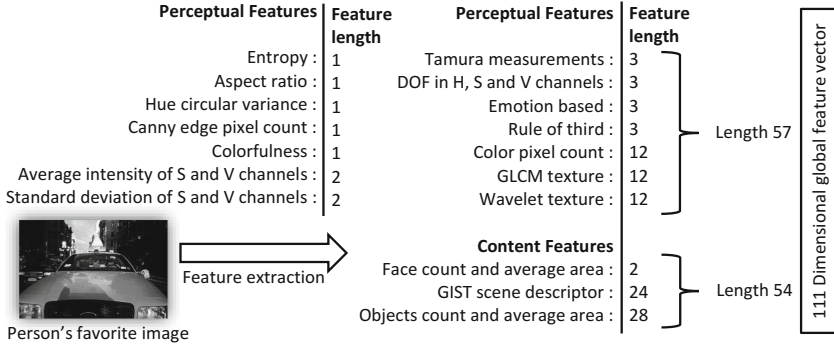 Perceptual Features Feature length
Entropy : 1
Aspect ratio : 1
Hue circular variance : 1
Canny edge pixel count : 1
Colorfulness : 1
Average intensity of S and V channels : 2
Standard deviation of S and V channels : 2
Perceptual Features Feature length
Tamura measurements : 3
DOF in H, S and V channels : 3
Emotion based : 3
Rule of third : 3
Color pixel count : 12
GLCM texture : 12
Wavelet texture : 12
Length 57
Feature extraction
Person's favorite image
Content Features
Face count and average area : 2
GIST scene descriptor : 24
Objects count and average area : 28
Length 54
111 Dimensional global feature vector